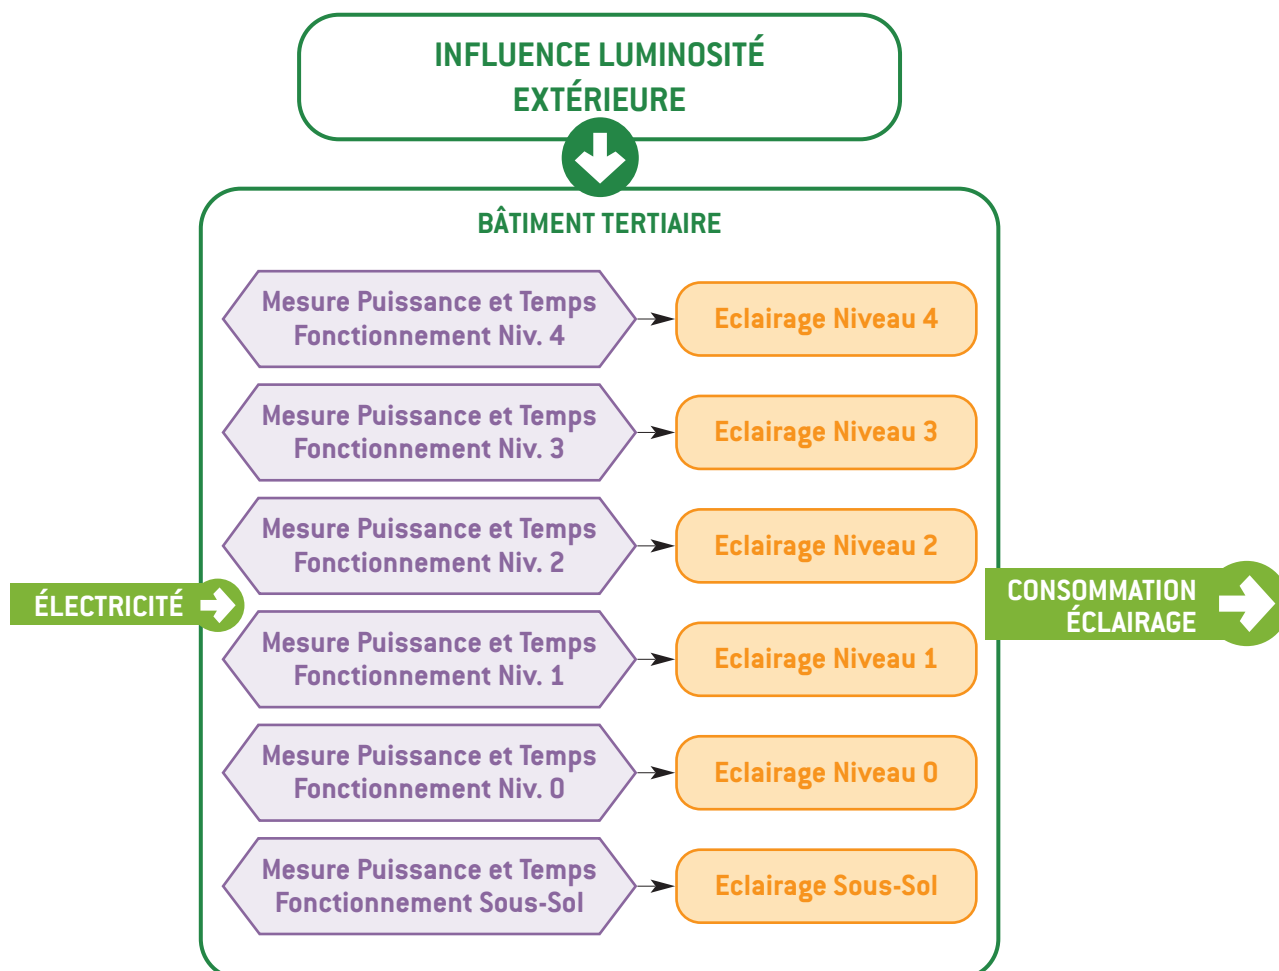 INFLUENCE LUMINOSITÉ
EXTÉRIEURE
BÂTIMENT TERTIAIRE
Mesure Puissance et Temps
Fonctionnement Niv. 4
Eclairage Niveau 4
Mesure Puissance et Temps
Fonctionnement Niv. 3
Eclairage Niveau 3
Mesure Puissance et Temps
Fonctionnement Niv. 2
Eclairage Niveau 2
ÉLECTRICITÉ
CONSOMMATION
ÉCLAIRAGE
Mesure Puissance et Temps
Fonctionnement Niv. 1
Eclairage Niveau 1
Mesure Puissance et Temps
Fonctionnement Niv. 0
Eclairage Niveau 0
Mesure Puissance et Temps
Fonctionnement Sous-Sol
Eclairage Sous-Sol